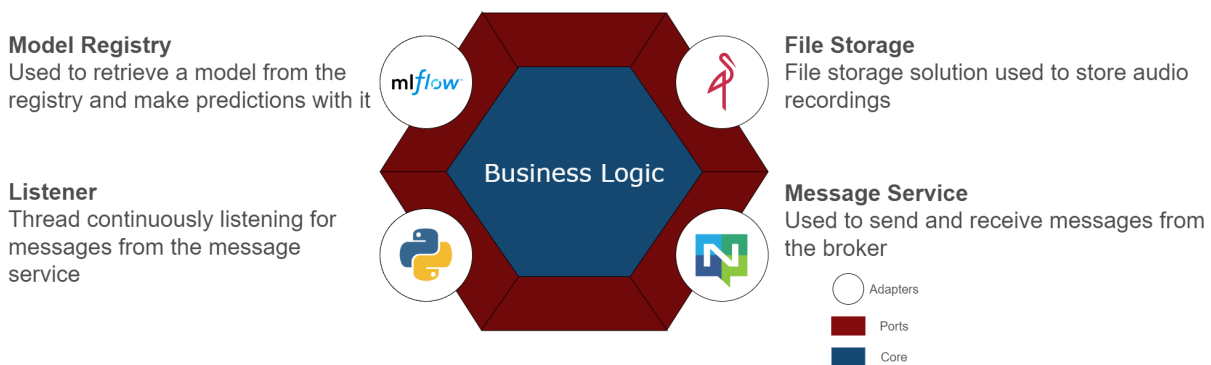 Model Registry
Used to retrieve a model from the
registry and make predictions with it
mlflow
File Storage
File storage solution used to store audio
recordings
Business Logic
Listener
Thread continuously listening for
messages from the message
service
Message Service
Used to send and receive messages from
the broker
N
Adapters
Ports
Core